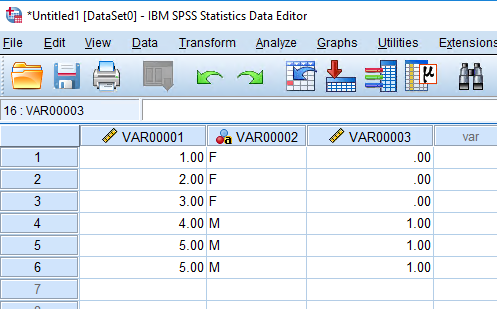 *Untitled1 [DataSet0] - IBM SPSS Statistics Data Editor
File Edit View Data Transform Analyze Graphs Utilities Extensions
μ
16 : VAR00003
VAR00001 VAR00002 VAR00003 var
1 1.00 F .00
2 2.00 F .00
3 3.00 F .00
4 4.00 M 1.00
5 5.00 M 1.00
6 5.00 M 1.00
7